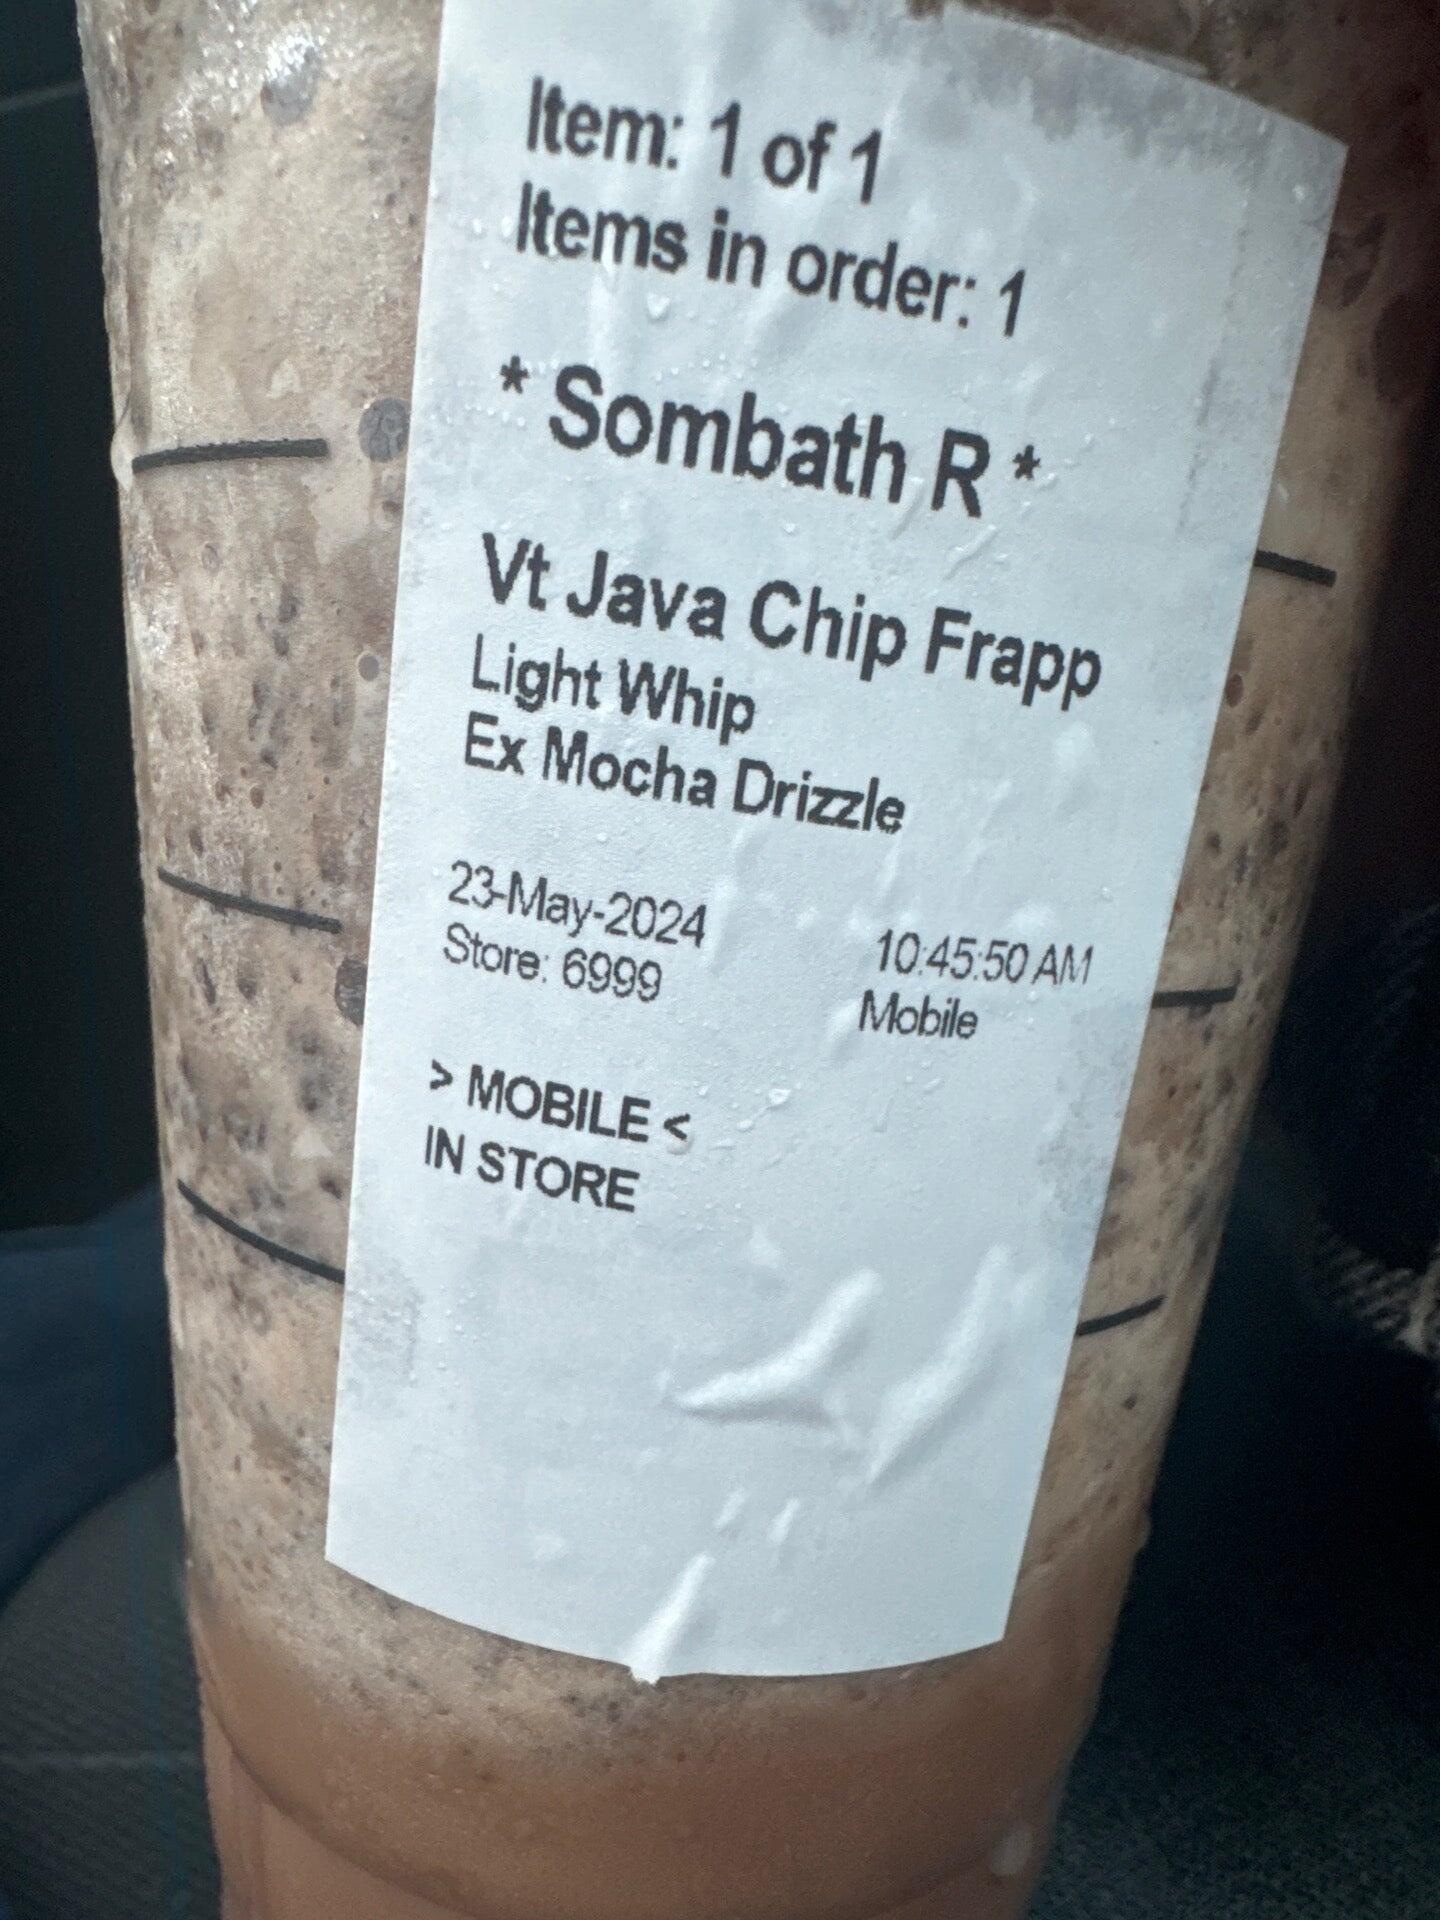 Item: 1 of 1
Items in order: 1
* Sombath R *
Vt Java Chip Frapp
Light Whip
Ex Mocha Drizzle
23-May-2024 10:45:50 AM
Store: 6999 Mobile
> MOBILE <
IN STORE